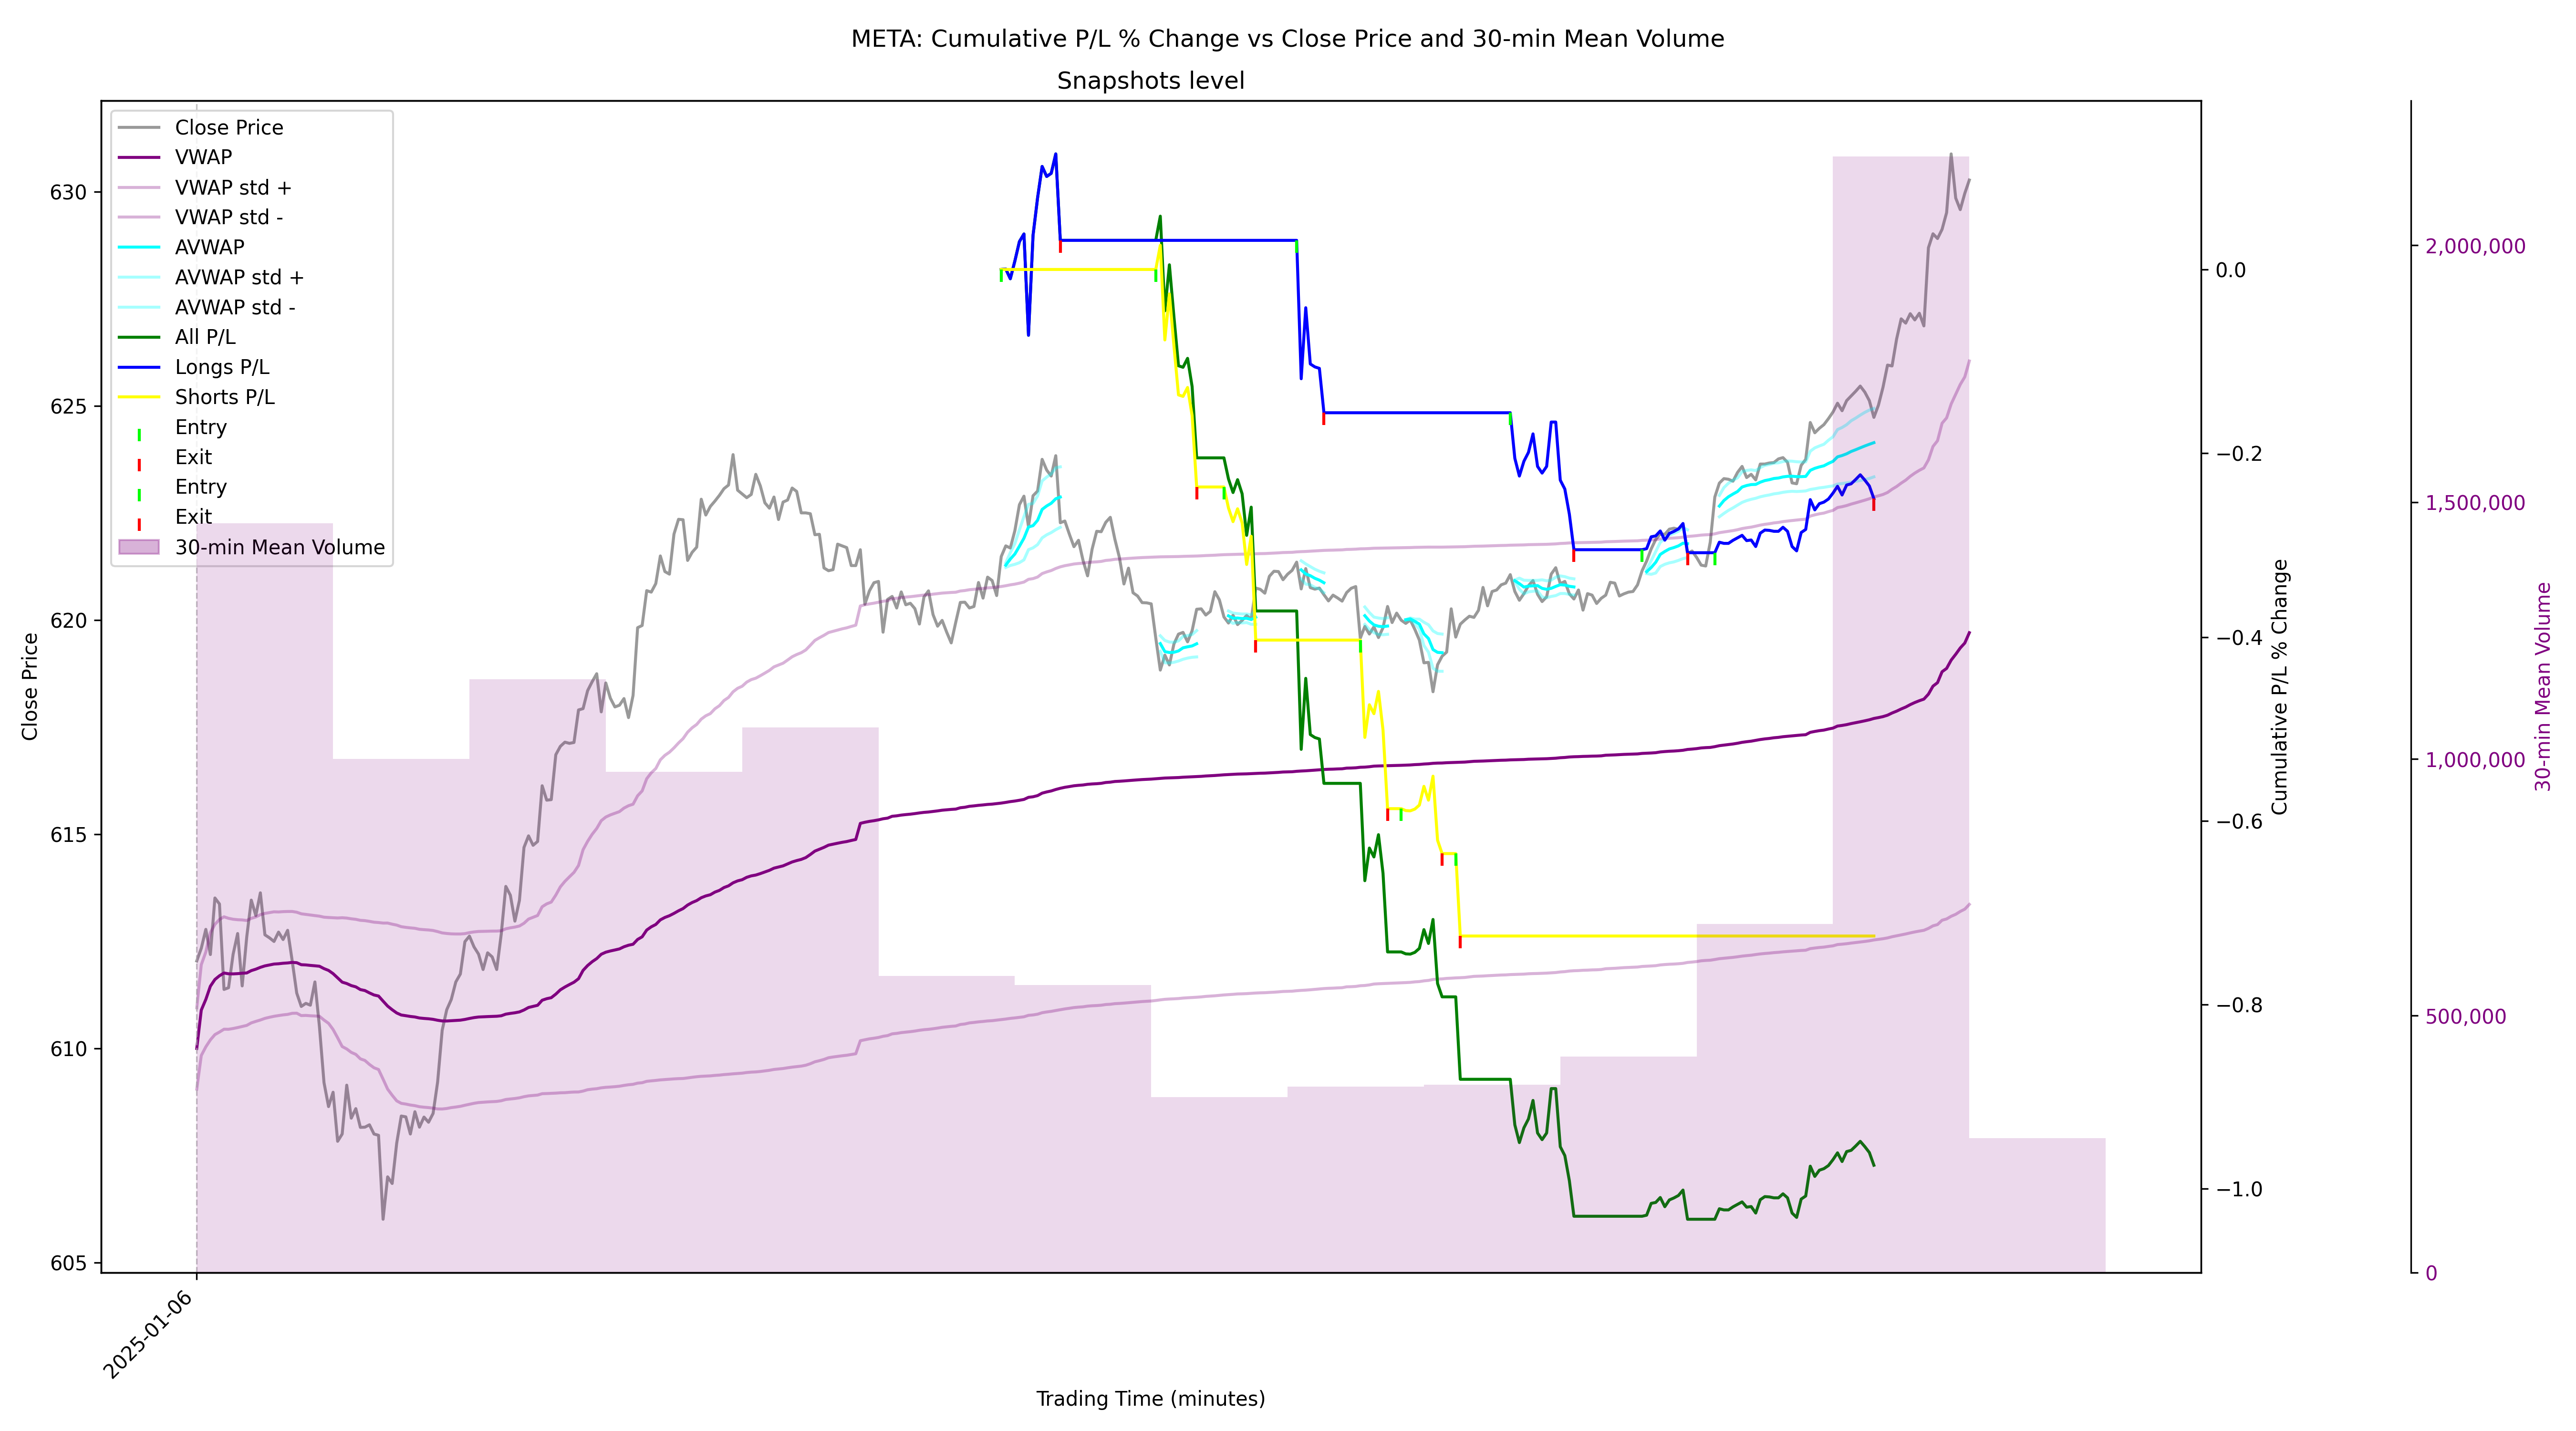 META: Cumulative P/L % Change vs Close Price and 30-min Mean Volume
Snapshots level
Close Price
VWAP
VWAP std +
VWAP std -
AVWAP
AVWAP std +
AVWAP std -
All P/L
Longs P/L
Shorts P/L
Entry
Exit
Entry
Exit
30-min Mean Volume
630
625
620
615
610
605
Close Price
0.0
−0.2
−0.4
−0.6
−0.8
−1.0
Cumulative P/L % Change
2,000,000
1,500,000
1,000,000
500,000
0
30-min Mean Volume
2025-01-06
Trading Time (minutes)